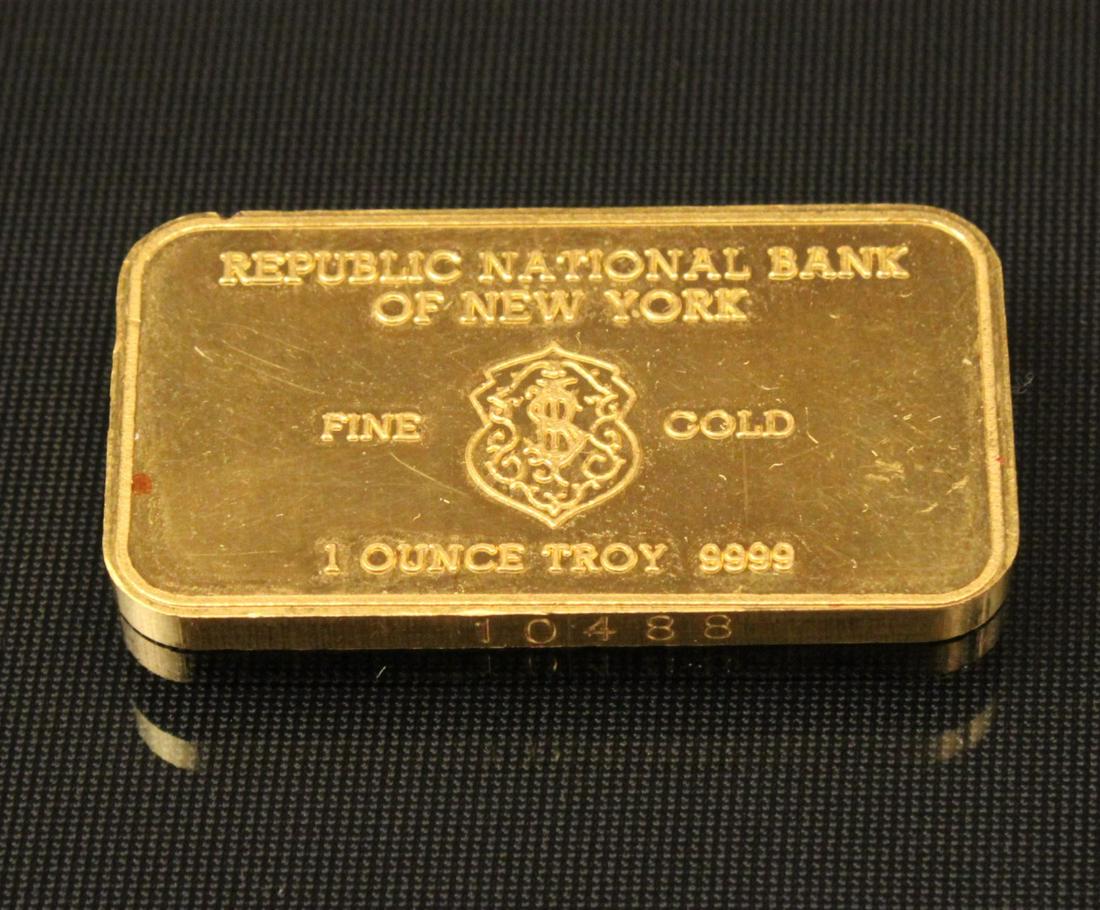 REPUBLIC NATIONAL BANK
OF NEW YORK
FINE GOLD
1 OUNCE TROY 9999
10488